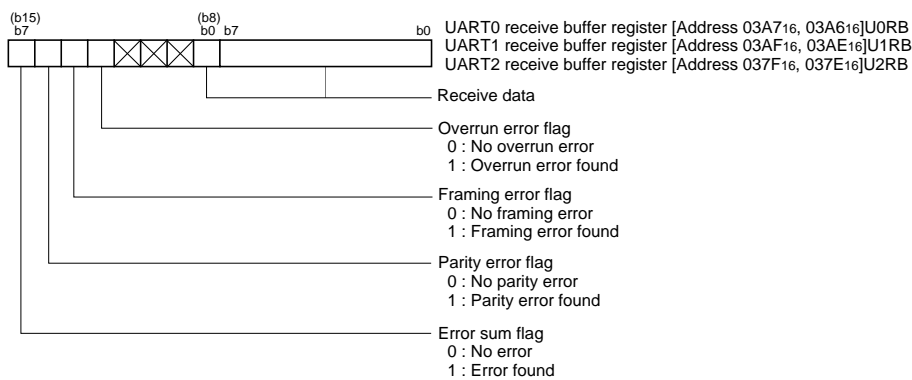 (b15)
b7
(b8)
b0 b7
b0
UART0 receive buffer register [Address 03A716, 03A616]U0RB
UART1 receive buffer register [Address 03AF16, 03AE16]U1RB
UART2 receive buffer register [Address 037F16, 037E16]U2RB
Receive data
Overrun error flag
0 : No overrun error
1 : Overrun error found
Framing error flag
0 : No framing error
1 : Framing error found
Parity error flag
0 : No parity error
1 : Parity error found
Error sum flag
0 : No error
1 : Error found